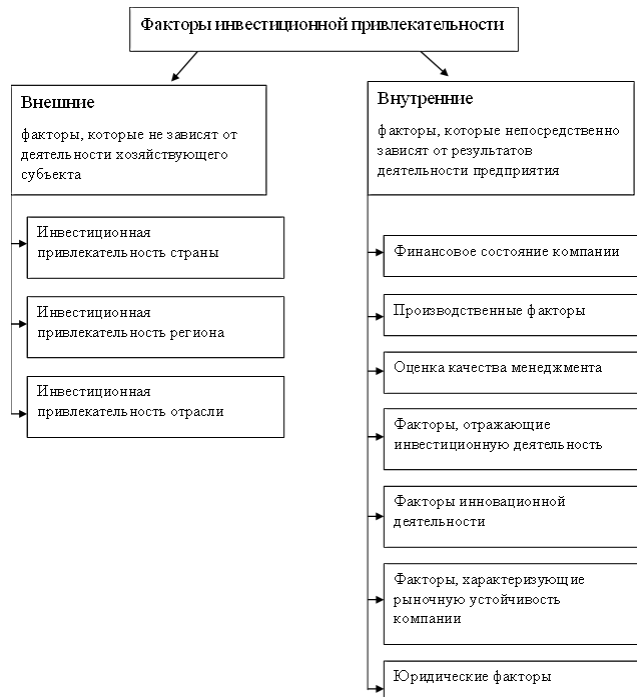 Факторы инвестиционной привлекательности
Внешние
факторы, которые не зависят от
деятельности хозяйствующего
субъекта
Инвестиционная
привлекательность страны
Инвестиционная
привлекательность региона
Инвестиционная
привлекательность отрасли
Внутренние
факторы, которые непосредственно
зависят от результатов
деятельности предприятия
Финансовое состояние компании
Производственные факторы
Оценка качества менеджмента
Факторы, отражающие
инвестиционную деятельность
Факторы инновационной
деятельности
Факторы, характеризующие
рыночную устойчивость
компании
Юридические факторы